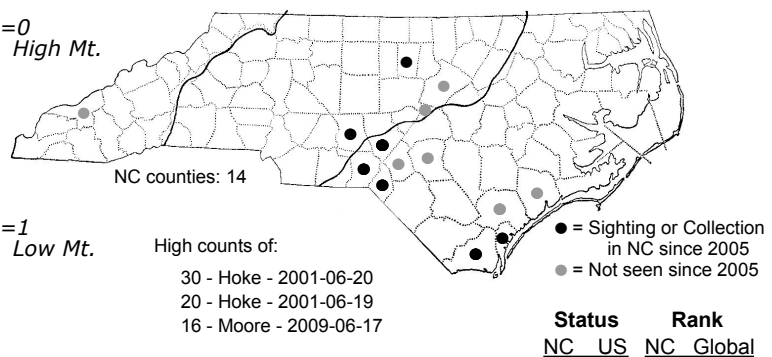 =0
High Mt.
NC counties: 14
=1
Low Mt.
High counts of:
30 - Hoke - 2001-06-20
20 - Hoke - 2001-06-19
16 - Moore - 2009-06-17
● = Sighting or Collection
in NC since 2005
● = Not seen since 2005
Status Rank
NC US NC Global